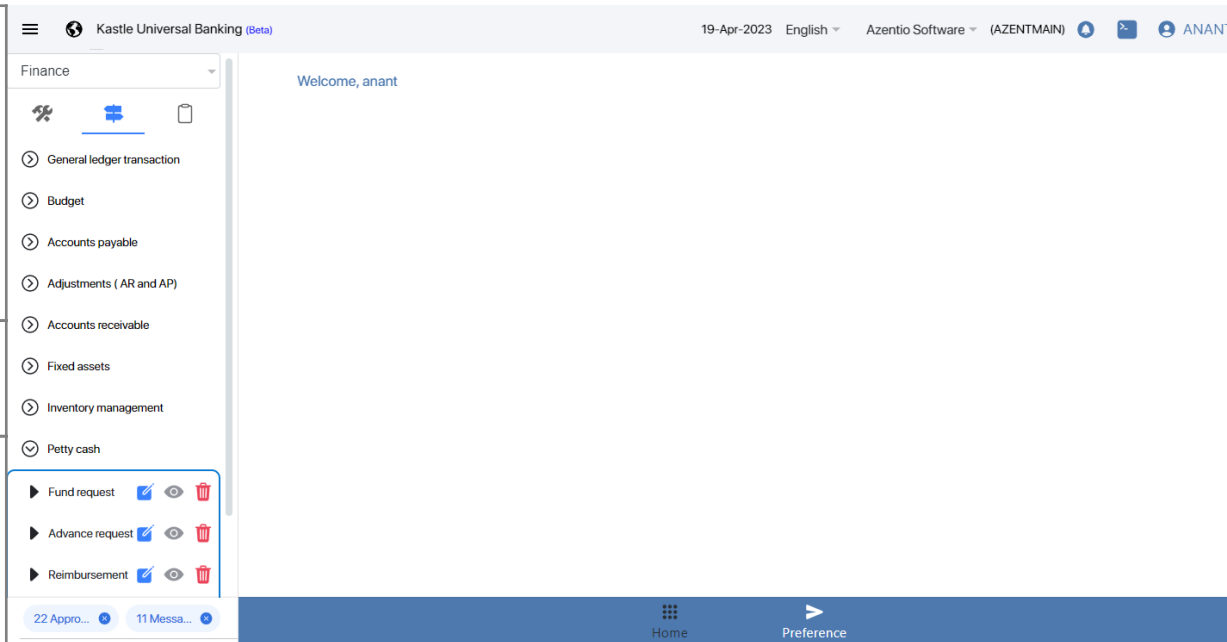 Kastle Universal Banking (Beta)
19-Apr-2023 English Azentio Software (AZENTMAIN) ANANT
Finance
Welcome, anant
General ledger transaction
Budget
Accounts payable
Adjustments ( AR and AP)
Accounts receivable
Fixed assets
Inventory management
Petty cash
Fund request
Advance request
Reimbursement
22 Appro... 11 Messa...
Home Preference